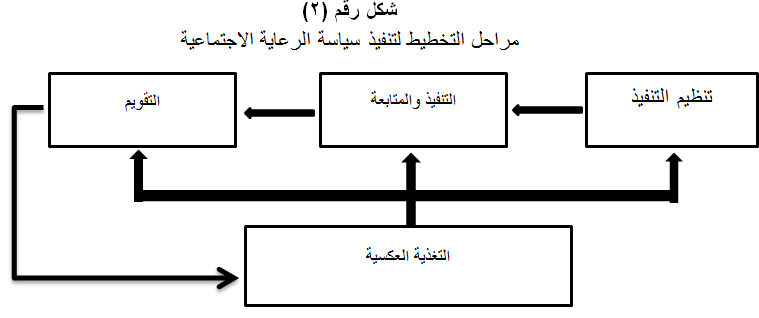 شكل رقم (٢)
مراحل التخطيط لتنفيذ سياسة الرعاية الاجتماعية
تنظيم التنفيذ
التنفيذ والمتابعة
التقويم
التغذية العكسية